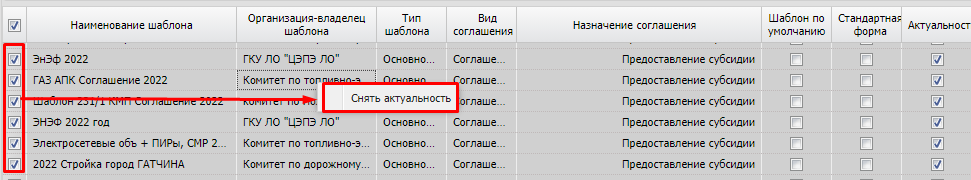 Наименование шаблона Организация-владелец шаблона Тип шаблона Вид соглашения Назначение соглашения Шаблон по умолчанию Стандартная форма Актуальност
ЭнЭф 2022 ГКУ ЛО "ЦЭПЭ ЛО" Основно... Соглаше... Предоставление субсидии
ГАЗ АПК Соглашение 2022 Комитет по топливно-э... Основно... Соглаше... Предоставление субсидии
Шаблон 231/1 КМП Соглашение 2022 Комитет по Снять актуальность Соглаше... Предоставление субсидии
ЭНЭФ 2022 год ГКУ ЛО "ЦЭПЭ ЛО" Основно... Соглаше... Предоставление субсидии
Электросетевые объ + ПИРы, СМР 2... Комитет по топливно-э... Основно... Соглаше... Предоставление субсидии
2022 Стройка город ГАТЧИНА Комитет по дорожному... Основно... Соглаше... Предоставление субсидии